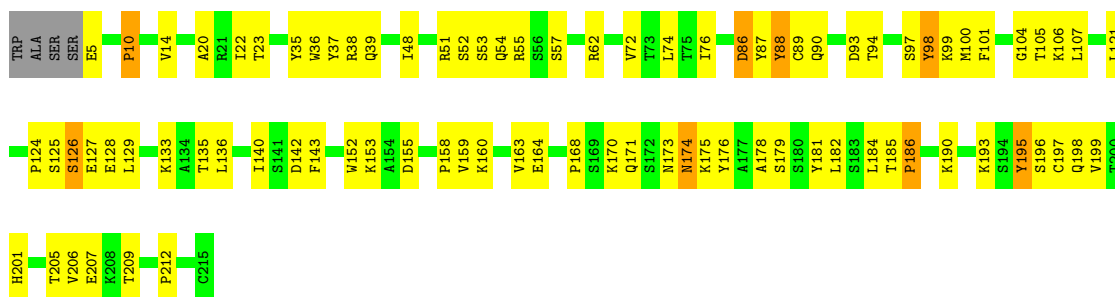 TRP ALA SER SER E5 P10 V14 A20 R21 I22 T23 Y35 W36 Y37 R38 Q39 I48 R51 S52 S53 Q54 R55 S56 S57 R62 V72 T73 L74 T75 I76 D86 Y87 Y88 C89 Q90 D93 T94 S97 Y98 K99 M100 F101 G104 T105 K106 L107
P124 S125 S126 E127 E128 L129 K133 A134 T135 L136 I140 S141 D142 F143 W152 K153 A154 D155 P158 V159 K160 V163 E164 P168 S169 K170 Q171 S172 N173 N174 K175 Y176 A177 A178 S179 S180 Y181 L182 S183 L184 T185 P186 K190 K193 S194 Y195 S196 C197 Q198 V199
H201 T205 V206 E207 K208 T209 P212 C215